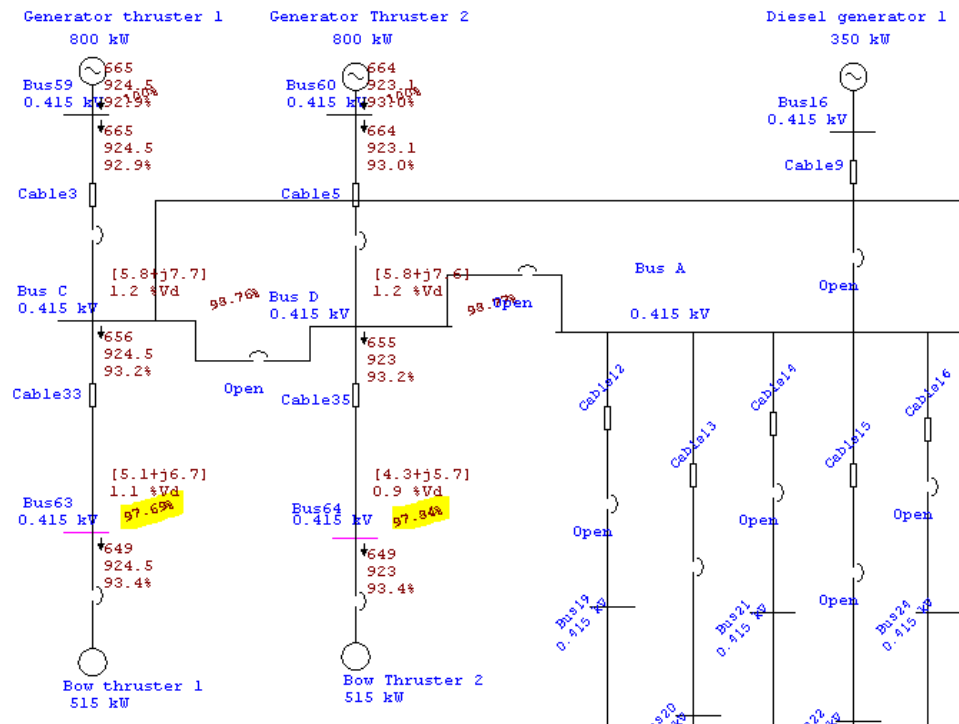 Generator thruster 1
800 kW
Generator Thruster 2
800 kW
Diesel generator 1
350 kW
Bus59
0.415 kV
665
924.5
92.9%
100%
Bus60
0.415 kV
664
923.1
93.0%
100%
Bus16
0.415 kV
665
924.5
92.9%
664
923.1
93.0%
Cable3
Cable5
Cable9
[5.8+j7.7]
1.2 %Vd
[5.8+j7.6]
1.2 %Vd
Bus C
0.415 kV
98.76%
Bus D
0.415 kV
98.77%
Open
Bus A
0.415 kV
Open
656
924.5
93.2%
655
923
93.2%
Open
Cable33
Cable35
Cable12
Cable13
Cable14
Cable15
Cable16
[5.1+j6.7]
1.1 %Vd
[4.3+j5.7]
0.9 %Vd
Bus63
0.415 kV
97.69%
Bus64
0.415 kV
97.84%
Open
Open
Open
649
924.5
93.4%
649
923
93.4%
Open
Bus19
0.415 kV
Bus21
0.415 kV
Bus24
0.415 kV
Bow thruster 1
515 kW
Bow Thruster 2
515 kW